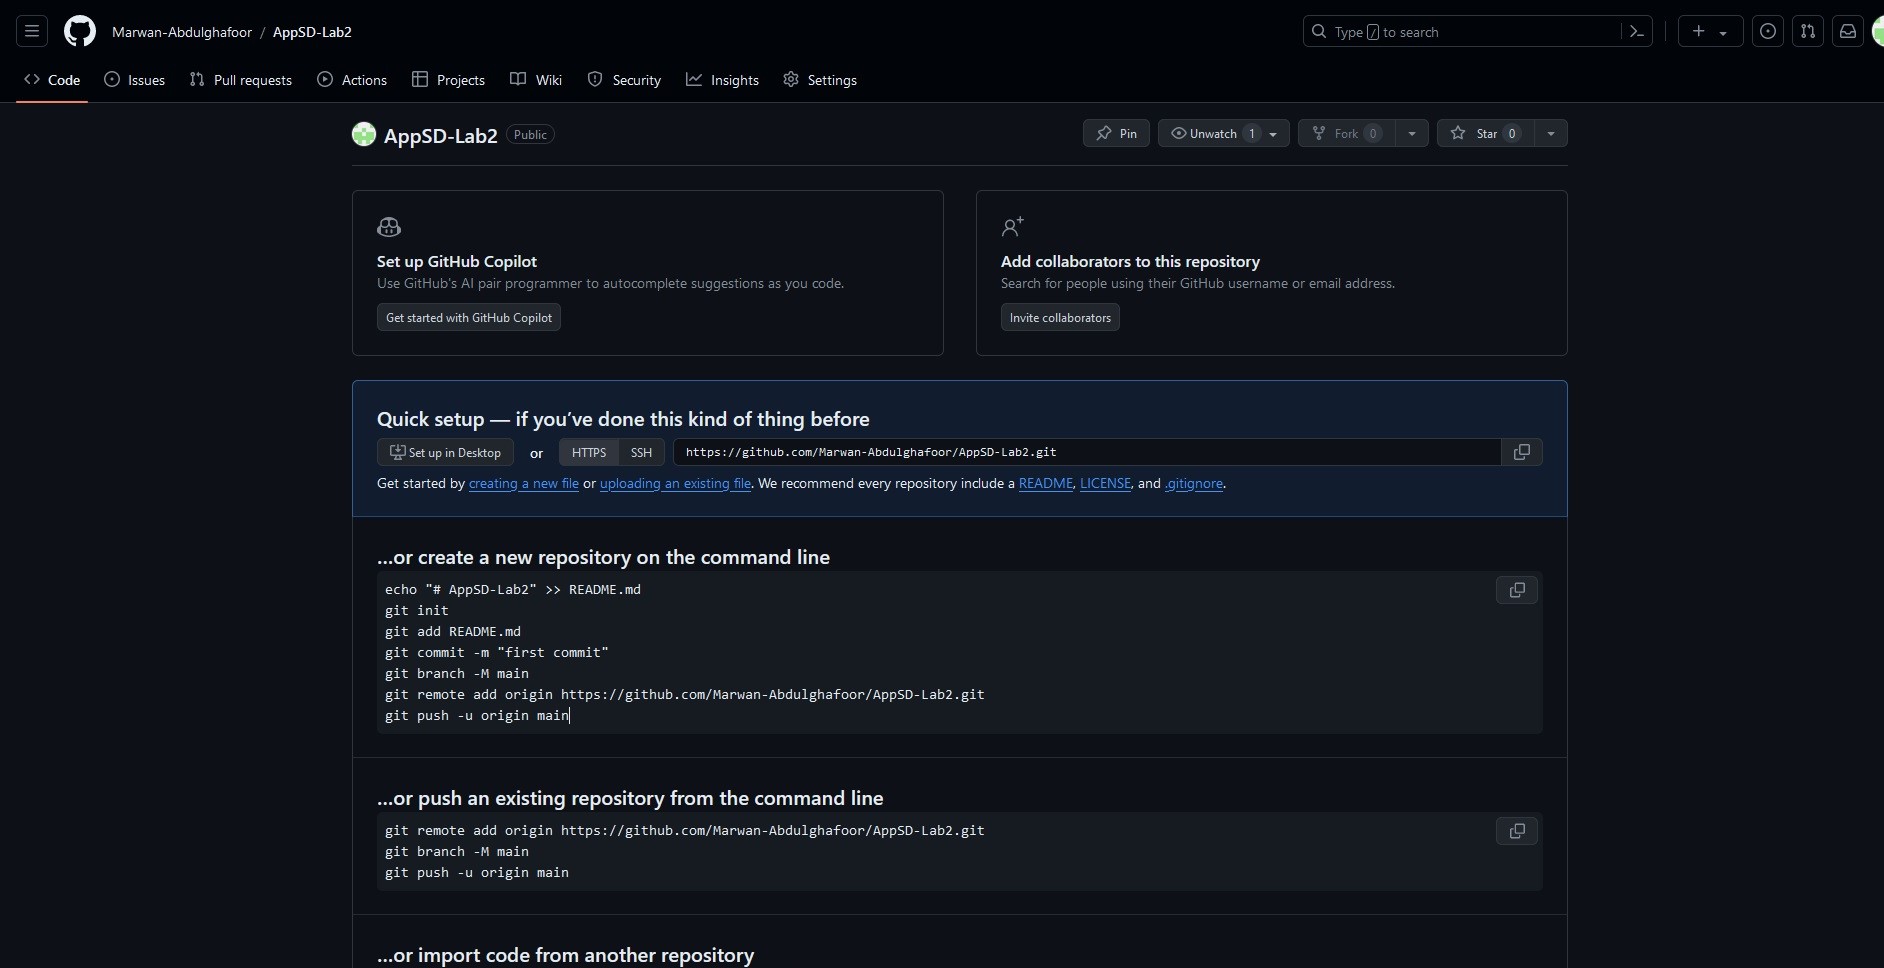 Marwan-Abdulghafoor / AppSD-Lab2
Type / to search
Code Issues Pull requests Actions Projects Wiki Security Insights Settings
AppSD-Lab2 Public
Pin Unwatch 1 Fork 0 Star 0
Set up GitHub Copilot
Use GitHub's AI pair programmer to autocomplete suggestions as you code.
Get started with GitHub Copilot
Add collaborators to this repository
Search for people using their GitHub username or email address.
Invite collaborators
Quick setup — if you’ve done this kind of thing before
Set up in Desktop or HTTPS SSH https://github.com/Marwan-Abdulghafoor/AppSD-Lab2.git
Get started by creating a new file or uploading an existing file. We recommend every repository include a README, LICENSE, and .gitignore.
…or create a new repository on the command line
echo "# AppSD-Lab2" >> README.md
git init
git add README.md
git commit -m "first commit"
git branch -M main
git remote add origin https://github.com/Marwan-Abdulghafoor/AppSD-Lab2.git
git push -u origin main
…or push an existing repository from the command line
git remote add origin https://github.com/Marwan-Abdulghafoor/AppSD-Lab2.git
git branch -M main
git push -u origin main
…or import code from another repository